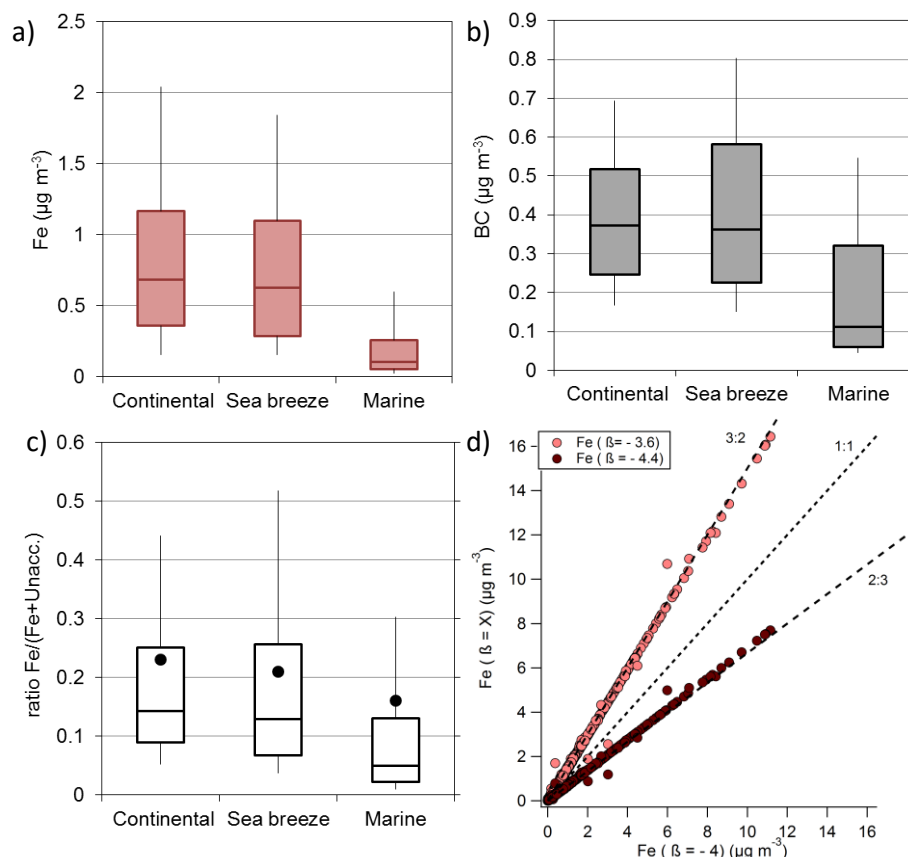 a)
2.5
2
1.5
1
0.5
0
Fe (µg m-3)
Continental Sea breeze Marine
b)
0.9
0.8
0.7
0.6
0.5
0.4
0.3
0.2
0.1
0
BC (µg m-3)
Continental Sea breeze Marine
c)
0.6
0.5
0.4
0.3
0.2
0.1
0
ratio Fe/(Fe+Unacc.)
Continental Sea breeze Marine
d)
Fe ( ß= - 3.6)
Fe ( ß = - 4.4)
3:2
1:1
2:3
16
14
12
10
8
6
4
2
0
Fe ( ß = X) (µg m-3)
0 2 4 6 8 10 12 14 16
Fe ( ß = - 4) (µg m-3)